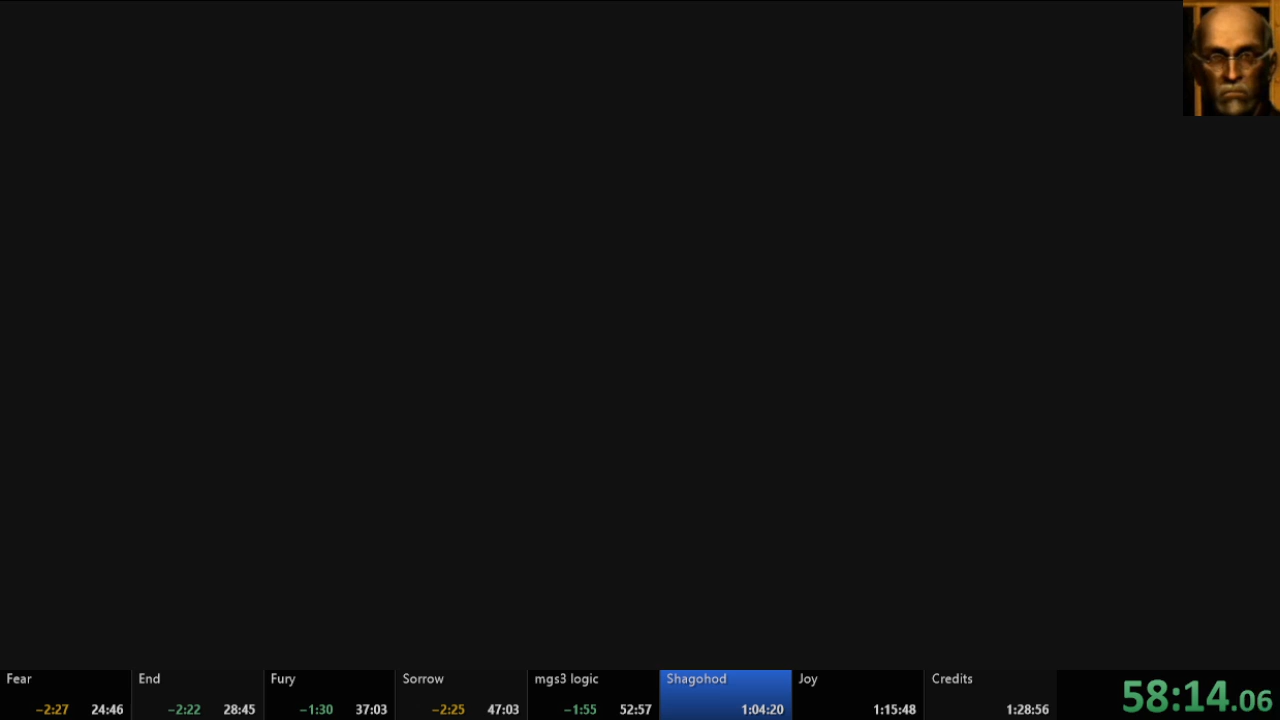 Fear End Fury Sorrow mgs3 logic Shagohod Joy Credits
−2:27 24:46 −2:22 28:45 −1:30 37:03 −2:25 47:03 −1:55 52:57 1:04:20 1:15:48 1:28:56 58:14.06